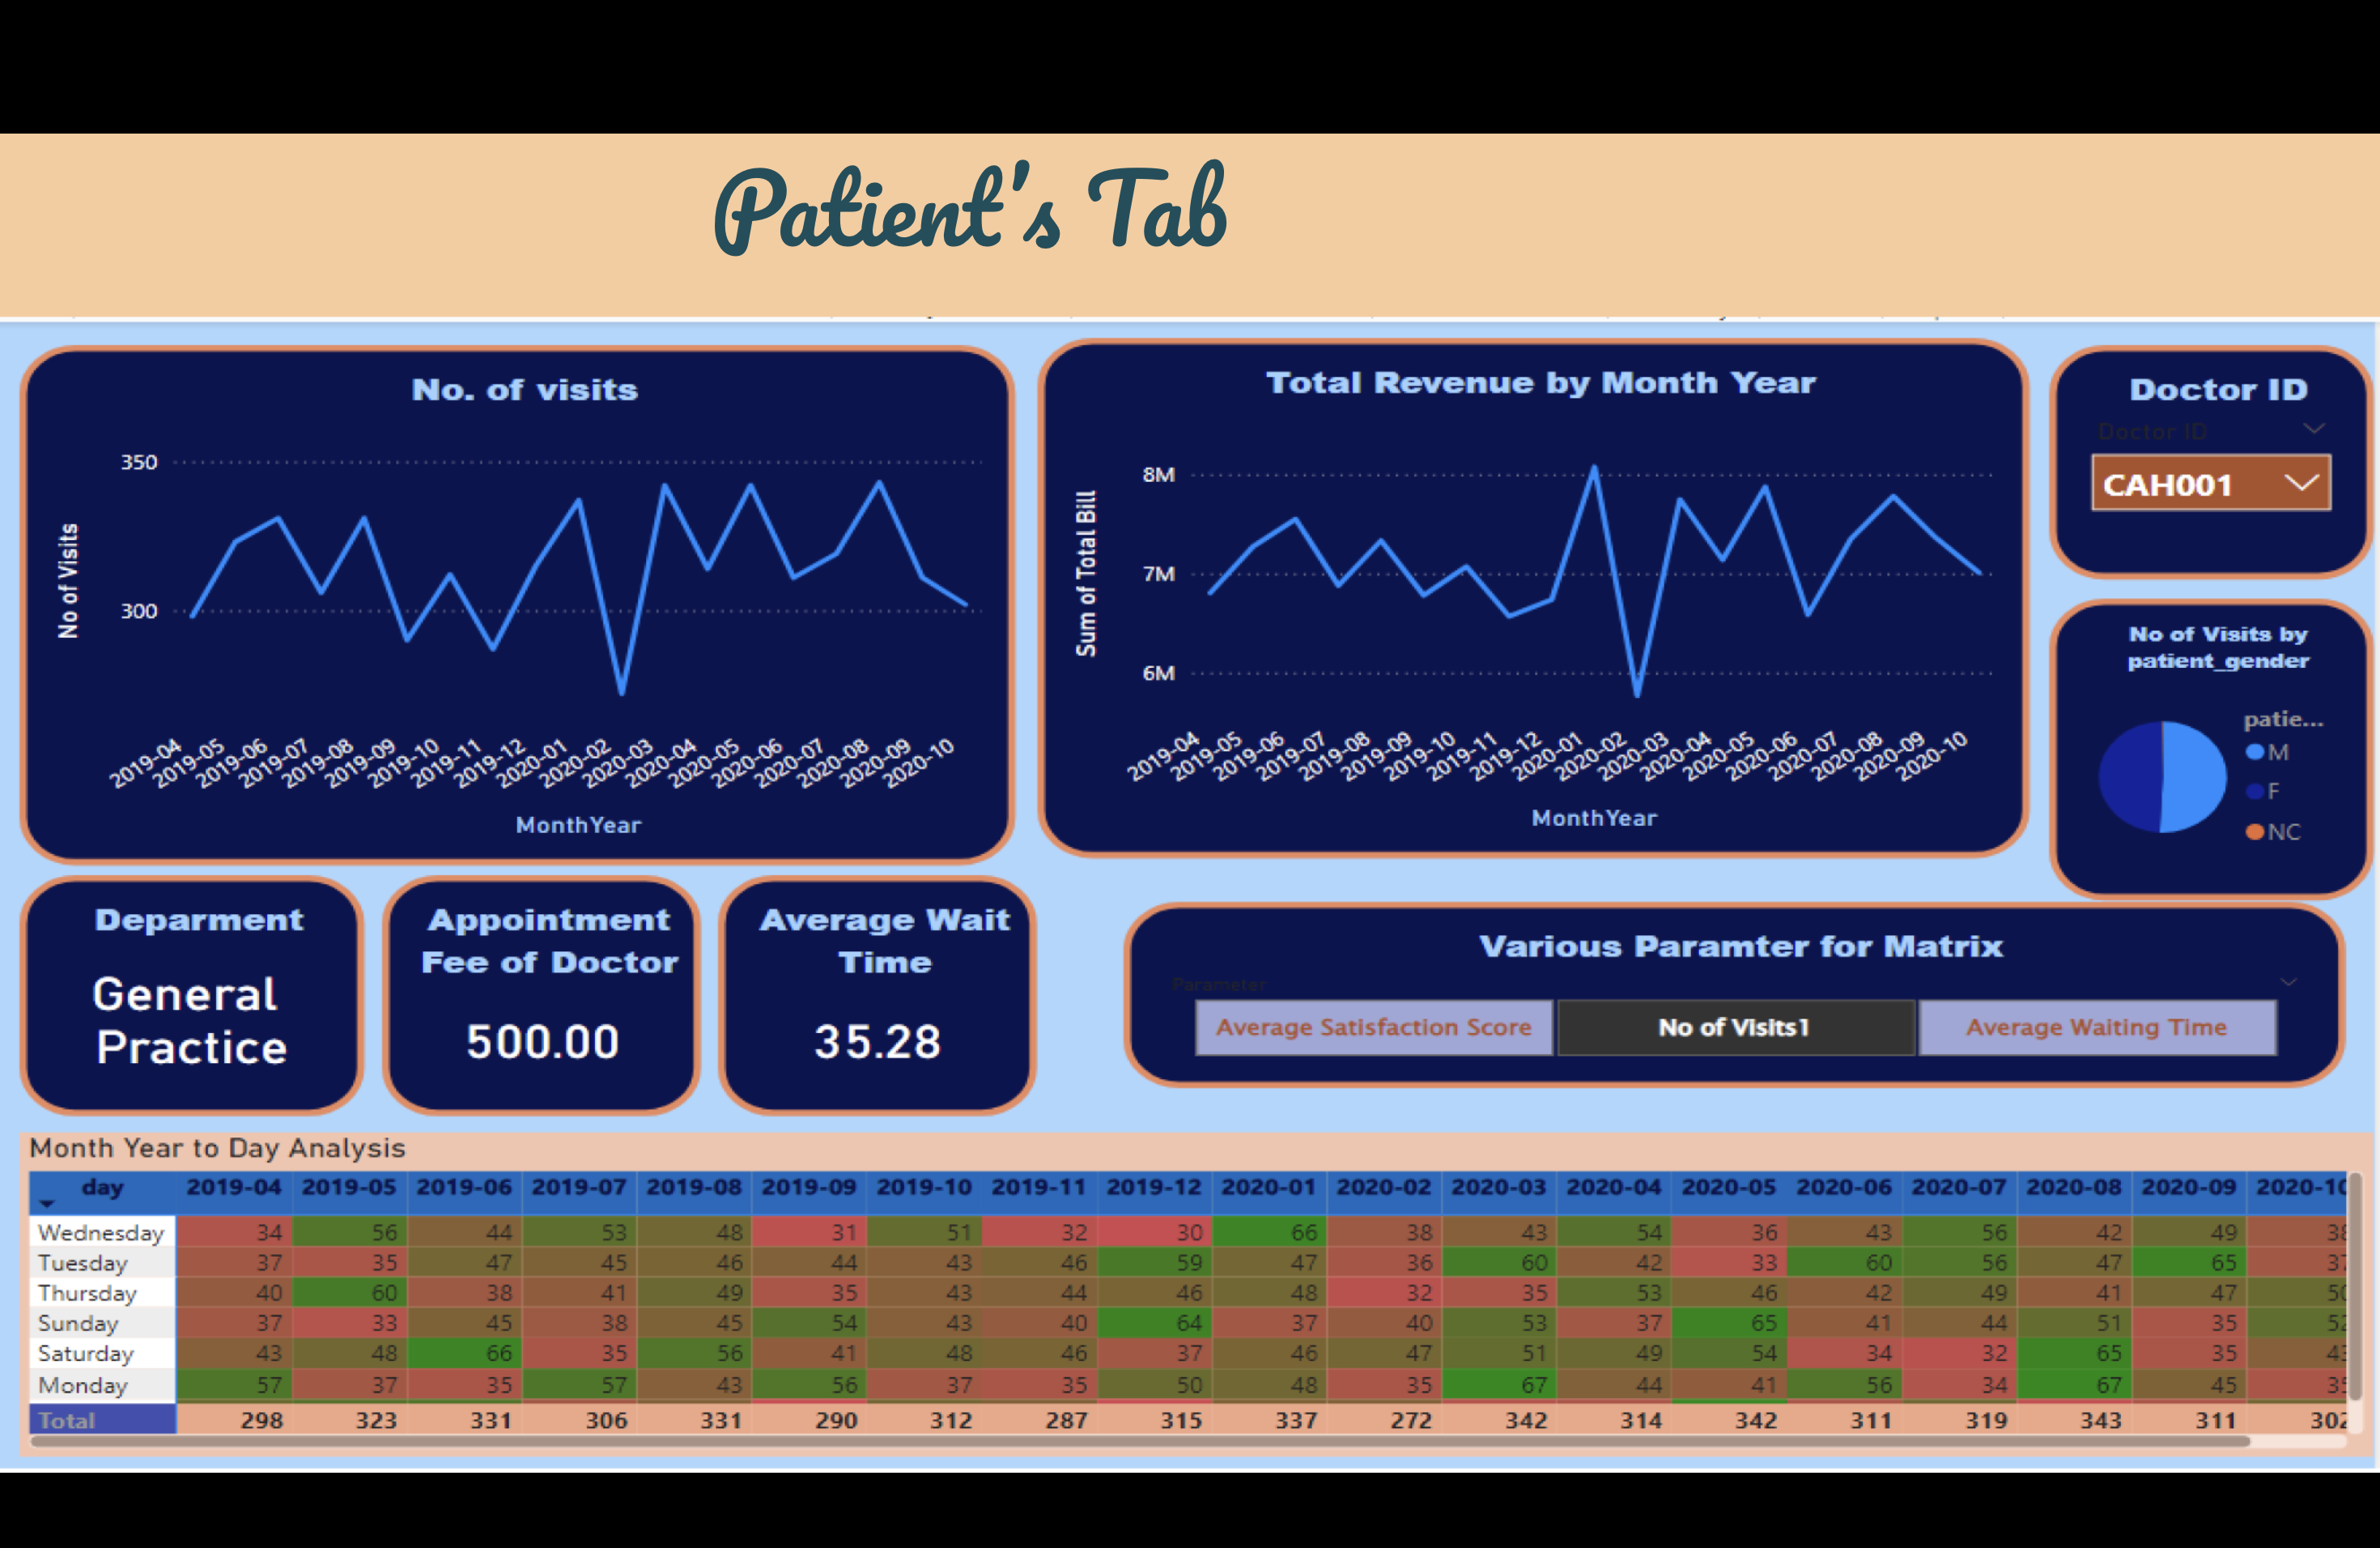 Patient's Tab
No. of visits
350
300
No of Visits
2019-04 2019-05 2019-06 2019-07 2019-08 2019-09 2019-10 2019-11 2019-12 2020-01 2020-02 2020-03 2020-04 2020-05 2020-06 2020-07 2020-08 2020-09 2020-10
MonthYear
Total Revenue by Month Year
8M
7M
6M
Sum of Total Bill
2019-04 2019-05 2019-06 2019-07 2019-08 2019-09 2019-10 2019-11 2019-12 2020-01 2020-02 2020-03 2020-04 2020-05 2020-06 2020-07 2020-08 2020-09 2020-10
MonthYear
Doctor ID
Doctor ID
CAH001
No of Visits by
patient_gender
patie...
M
F
NC
Deparment
General
Practice
Appointment
Fee of Doctor
500.00
Average Wait
Time
35.28
Various Paramter for Matrix
Parameter
Average Satisfaction Score No of Visits1 Average Waiting Time
Month Year to Day Analysis
day 2019-04 2019-05 2019-06 2019-07 2019-08 2019-09 2019-10 2019-11 2019-12 2020-01 2020-02 2020-03 2020-04 2020-05 2020-06 2020-07 2020-08 2020-09 2020-10
Wednesday 34 56 44 53 48 31 51 32 30 66 38 43 54 36 43 56 42 49 38
Tuesday 37 35 47 45 46 44 43 46 59 47 36 60 42 33 60 56 47 65 37
Thursday 40 60 38 41 49 35 43 44 46 48 32 35 53 46 42 49 41 47 50
Sunday 37 33 45 38 45 54 43 40 64 37 40 53 37 65 41 44 51 35 52
Saturday 43 48 66 35 56 41 48 46 37 46 47 51 49 54 34 32 65 35 43
Monday 57 37 35 57 43 56 37 35 50 48 35 67 44 41 56 34 67 45 35
Total 298 323 331 306 331 290 312 287 315 337 272 342 314 342 311 319 343 311 302